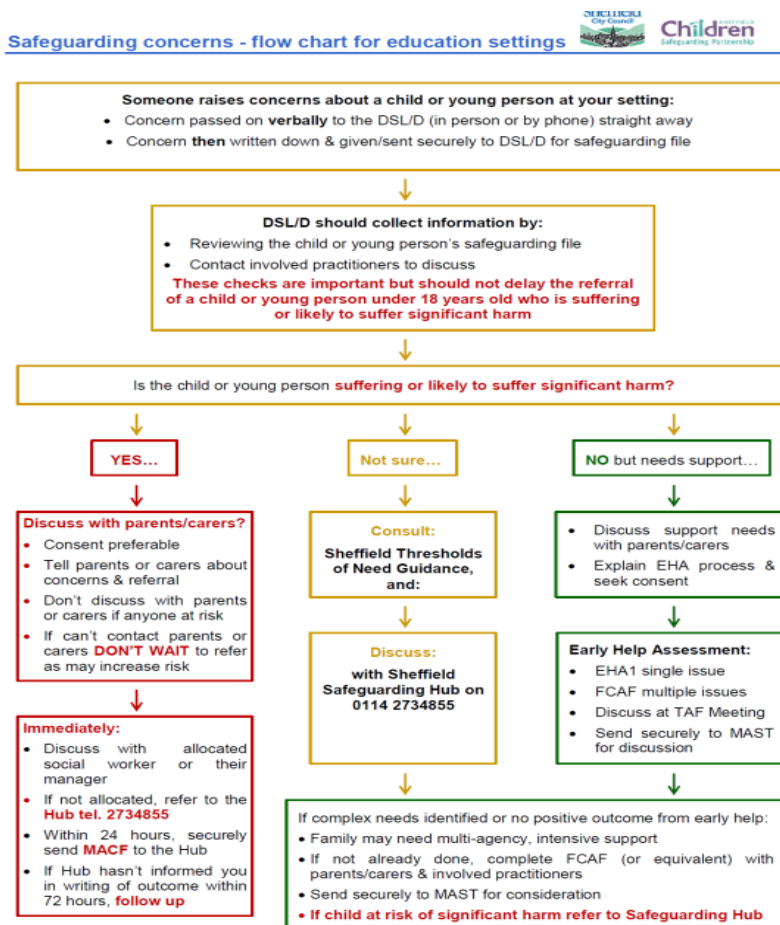 Safeguarding concerns - flow chart for education settings
Sheffield
City Council
SHEFFIELD
Children
Safeguarding Partnership
Someone raises concerns about a child or young person at your setting:
• Concern passed on verbally to the DSL/D (in person or by phone) straight away
• Concern then written down & given/sent securely to DSL/D for safeguarding file
DSL/D should collect information by:
• Reviewing the child or young person's safeguarding file
• Contact involved practitioners to discuss
These checks are important but should not delay the referral
of a child or young person under 18 years old who is suffering
or likely to suffer significant harm
Is the child or young person suffering or likely to suffer significant harm?
YES...
Discuss with parents/carers?
• Consent preferable
• Tell parents or carers about
concerns & referral
• Don't discuss with parents
or carers if anyone at risk
• If can't contact parents or
carers DON'T WAIT to refer
as may increase risk
Immediately:
• Discuss with allocated
social worker or their
manager
• If not allocated, refer to the
Hub tel. 2734855
• Within 24 hours, securely
send MACF to the Hub
• If Hub hasn't informed you
in writing of outcome within
72 hours, follow up
Not sure...
Consult:
Sheffield Thresholds
of Need Guidance,
and:
Discuss:
with Sheffield
Safeguarding Hub on
0114 2734855
NO but needs support...
• Discuss support needs
with parents/carers
• Explain EHA process &
seek consent
Early Help Assessment:
• EHA1 single issue
• FCAF multiple issues
• Discuss at TAF Meeting
• Send securely to MAST
for discussion
If complex needs identified or no positive outcome from early help:
• Family may need multi-agency, intensive support
• If not already done, complete FCAF (or equivalent) with
parents/carers & involved practitioners
• Send securely to MAST for consideration
• If child at risk of significant harm refer to Safeguarding Hub